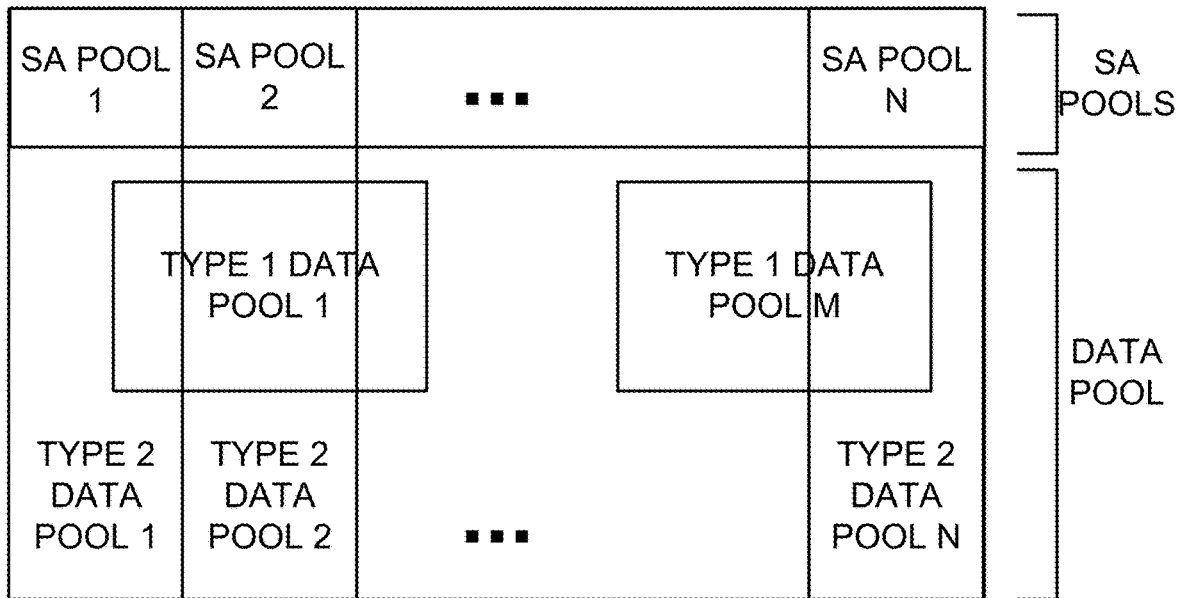 SA POOL
1
SA POOL
2
...
SA POOL
N
SA
POOLS
TYPE 1 DATA
POOL 1
TYPE 1 DATA
POOL M
DATA
POOL
TYPE 2
DATA
POOL 1
TYPE 2
DATA
POOL 2
...
TYPE 2
DATA
POOL N